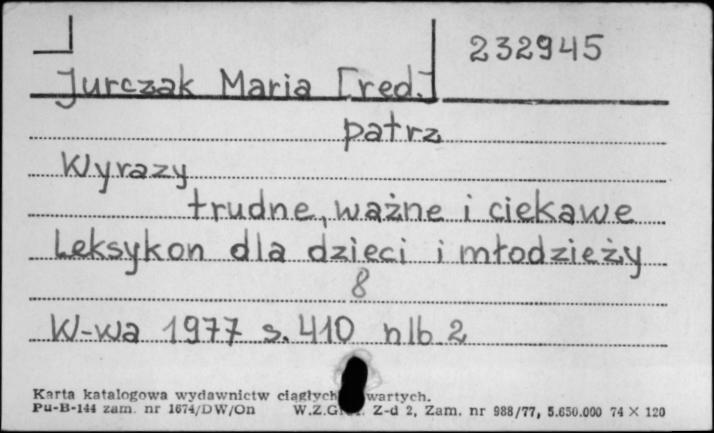 232945
Jurczak Maria [red.]
patrz
Wyrazy
trudne, ważne i ciekawe
Leksykon dla dzieci i młodzieży
8
W-wa 1977 s. 410 nlb. 2
Karta katalogowa wydawnictw ciągłych
Pu-B-144 zam. nr 1674/DW/On W.Z.Graf. Z-d 2, Zam. nr 988/77, 5.650.000 74 × 120